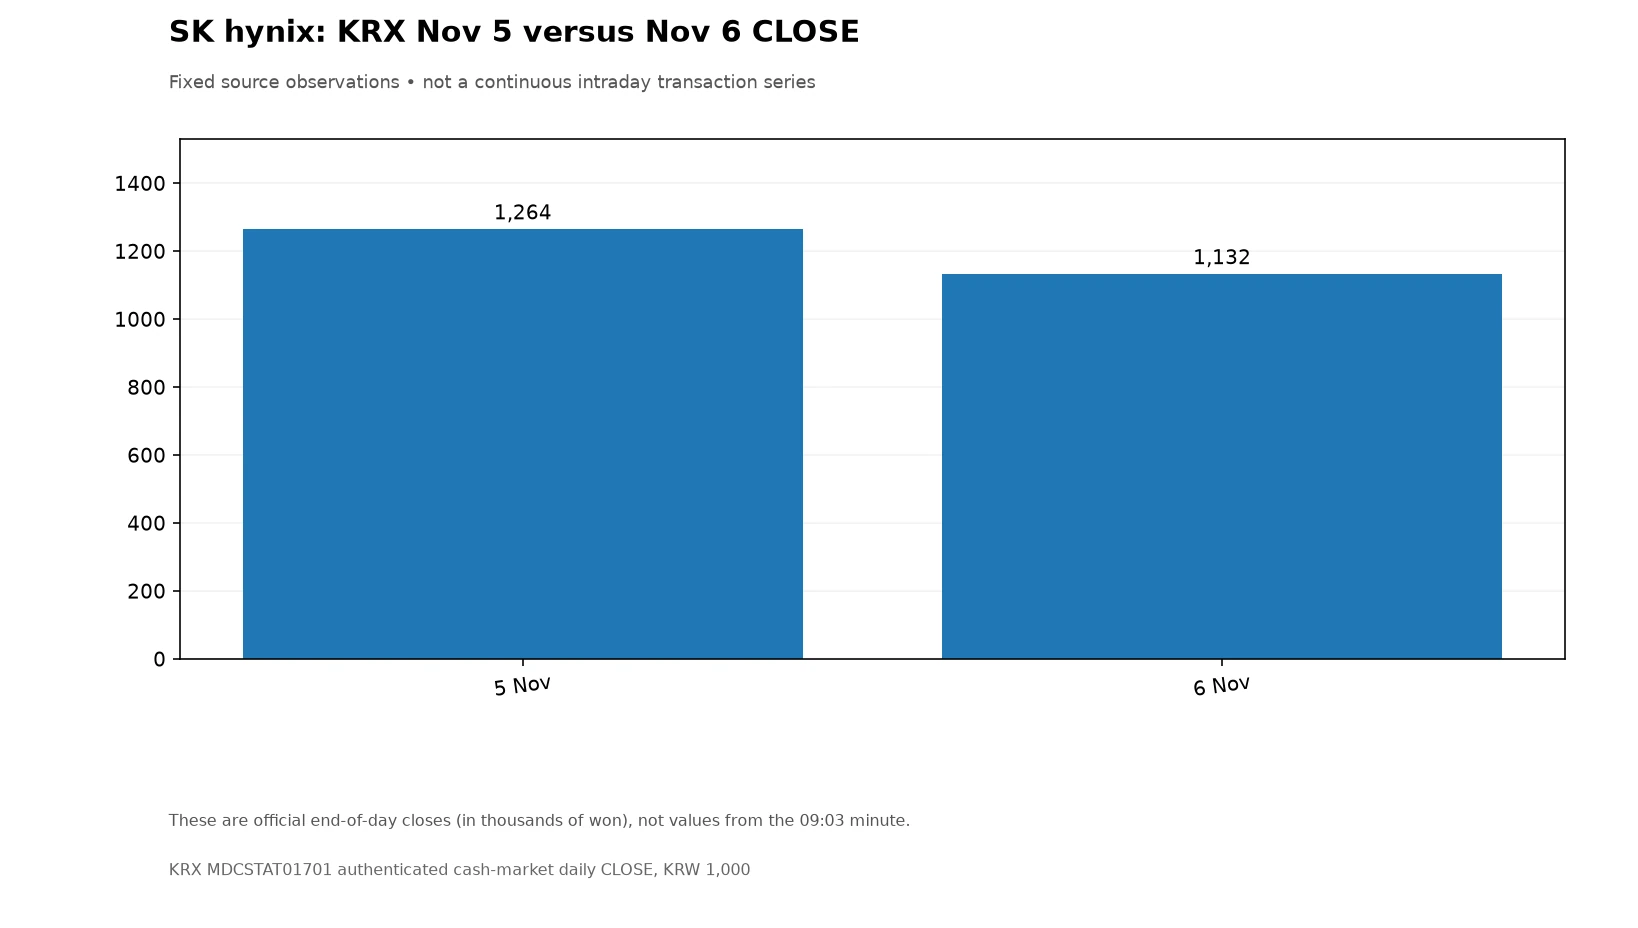 SK hynix: KRX Nov 5 versus Nov 6 CLOSE
Fixed source observations • not a continuous intraday transaction series
1400
1200
1000
800
600
400
200
0
1,264
1,132
5 Nov
6 Nov
These are official end-of-day closes (in thousands of won), not values from the 09:03 minute.
KRX MDCSTAT01701 authenticated cash-market daily CLOSE, KRW 1,000